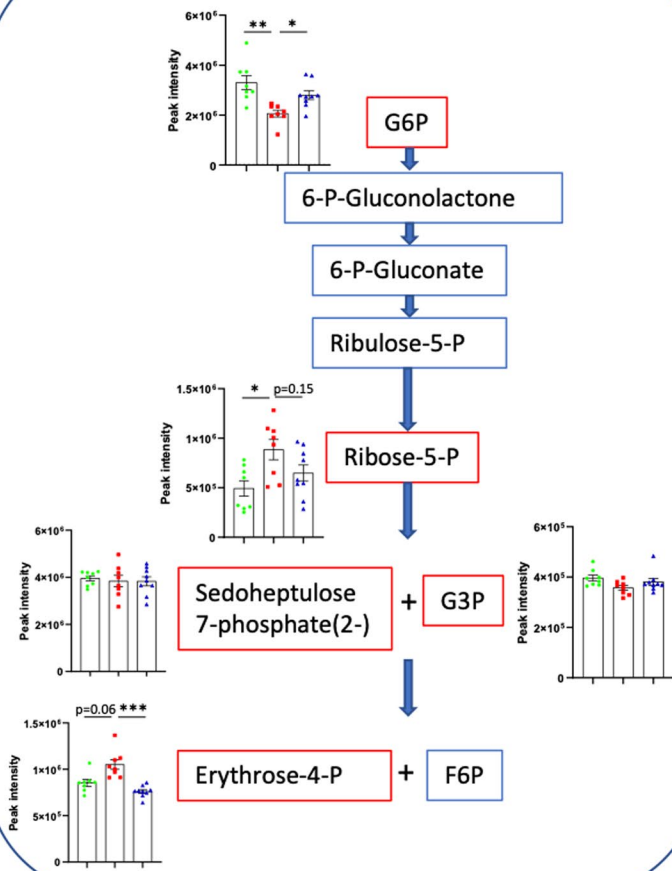 6×10⁶
4×10⁶
2×10⁶
0
Peak intensity
** *
G6P
6-P-Gluconolactone
6-P-Gluconate
Ribulose-5-P
1.5×10⁶
1×10⁶
5×10⁵
0
Peak intensity
* p=0.15
Ribose-5-P
6×10⁶
4×10⁶
2×10⁶
0
Peak intensity
Sedoheptulose
7-phosphate(2-)
+ G3P
6×10⁵
4×10⁵
2×10⁵
0
Peak intensity
p=0.06 ***
1.5×10⁶
1×10⁶
5×10⁵
0
Peak intensity
Erythrose-4-P + F6P